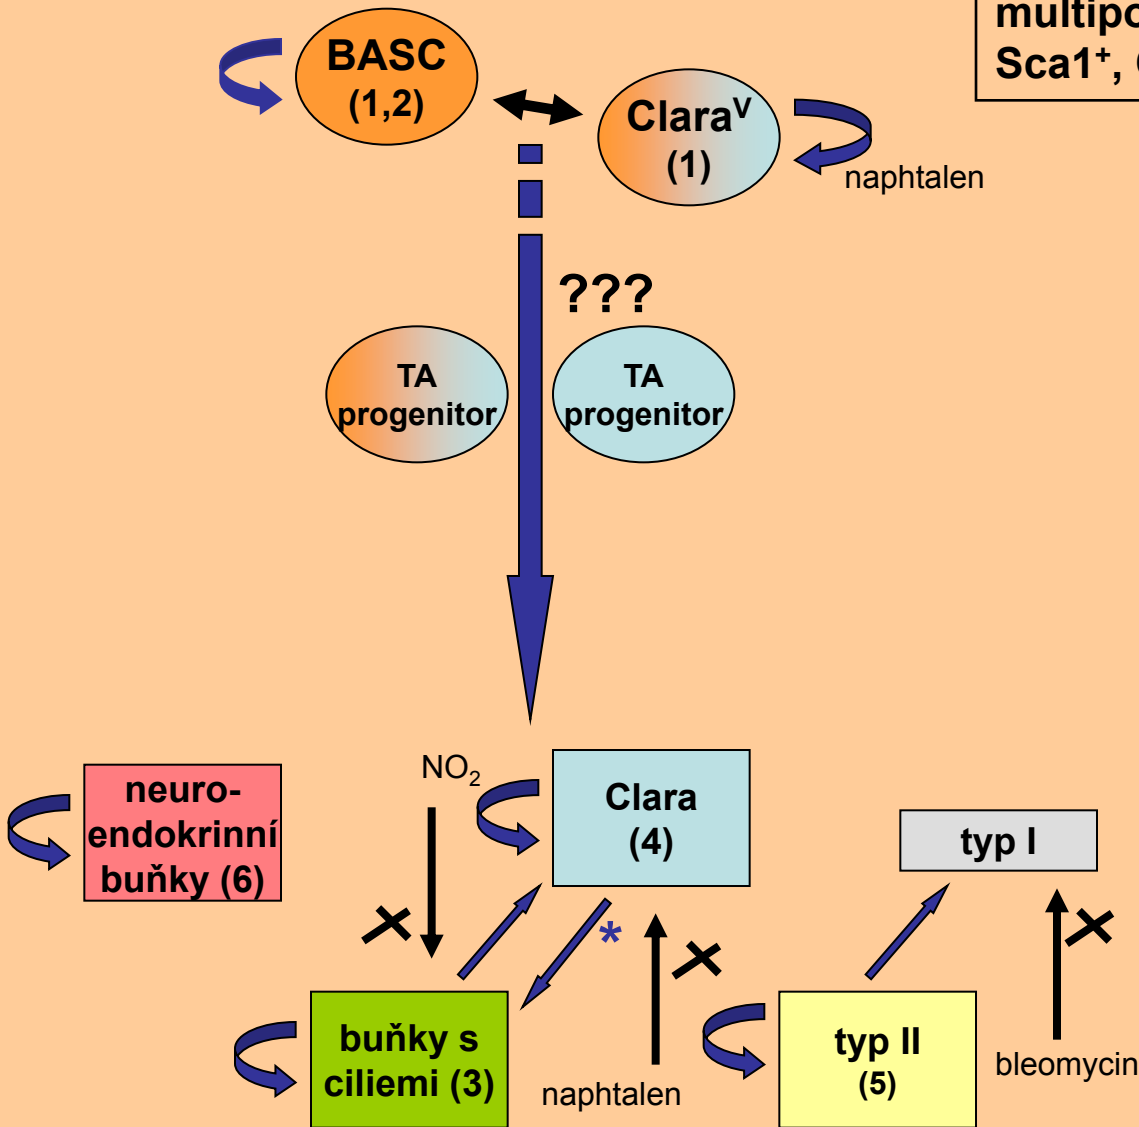 multipo
Sca1⁺,
BASC
(1,2)
Claraⱽ
(1)
naphtalen
???
TA
progenitor
TA
progenitor
NO₂
neuro-
endokrinní
buňky (6)
Clara
(4)
typ I
*
buňky s
ciliemi (3)
naphtalen
typ II
(5)
bleomycin